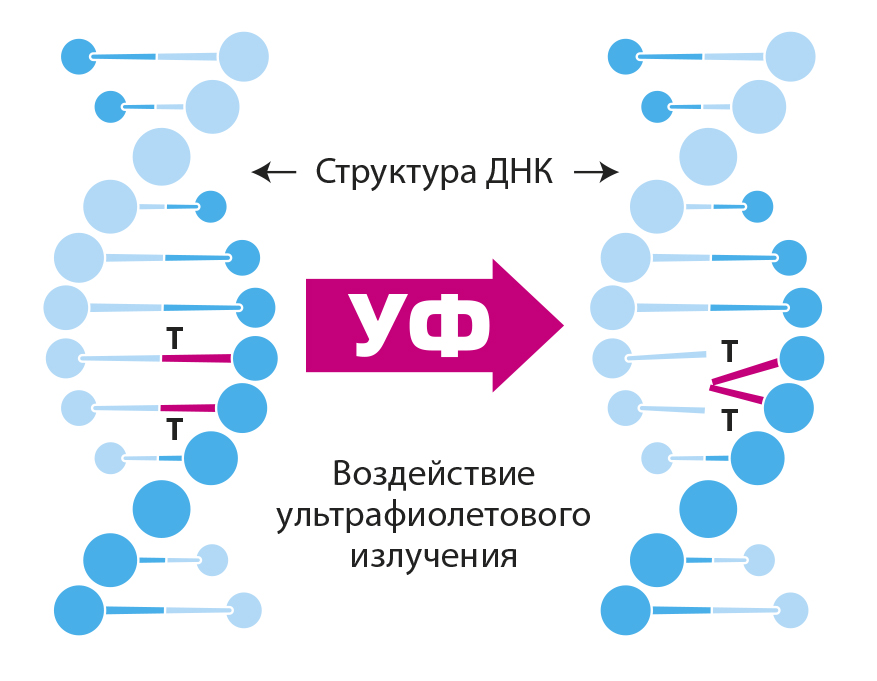 Структура ДНК
УФ
Т
Т
Т
Т
Воздействие
ультрафиолетового
излучения